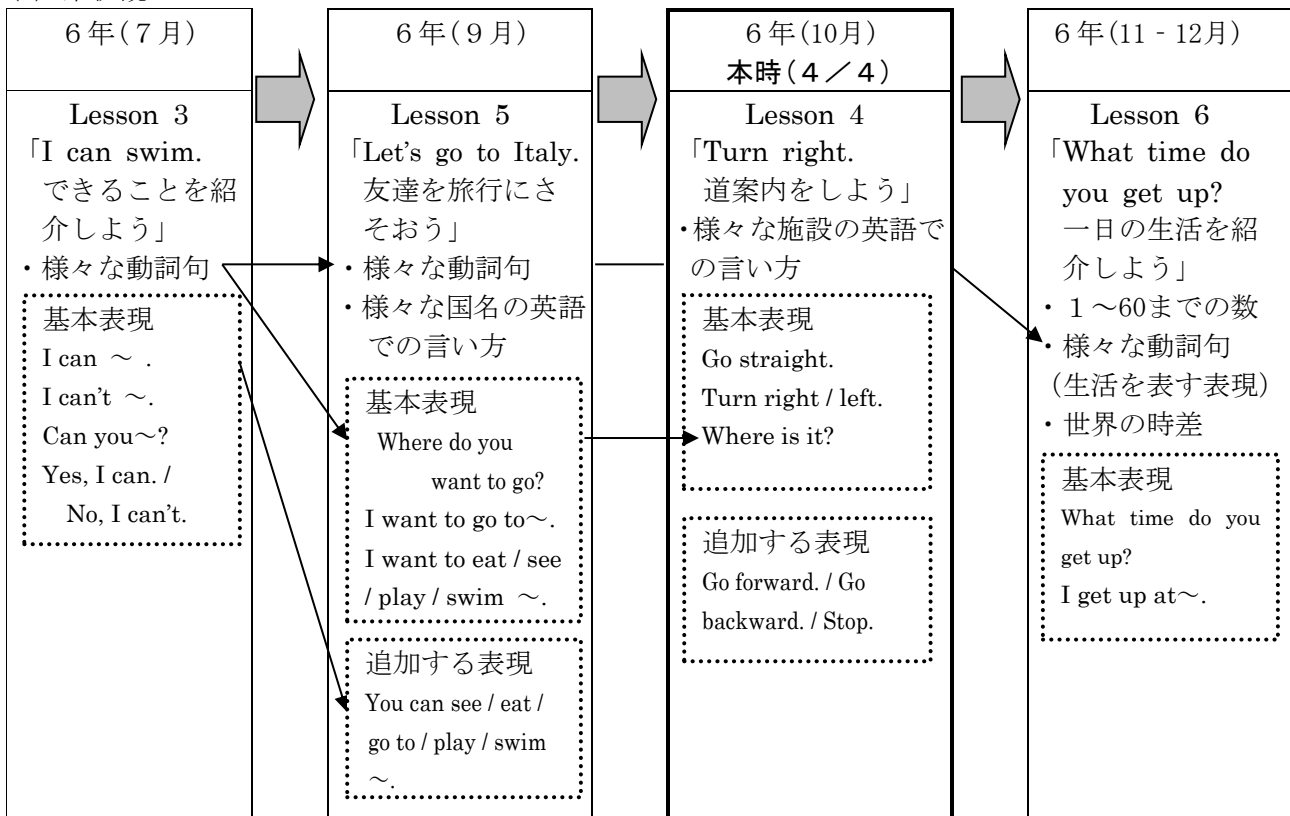 6年(7月)
Lesson 3
「I can swim.
できることを紹
介しよう」
・様々な動詞句
基本表現
I can ～ .
I can't ～.
Can you～?
Yes, I can. /
No, I can't.
6年(9月)
Lesson 5
「Let's go to Italy.
友達を旅行にさ
そおう」
・様々な動詞句
・様々な国名の英語
での言い方
基本表現
Where do you
want to go?
I want to go to～.
I want to eat / see
/ play / swim ～.
追加する表現
You can see / eat /
go to / play / swim
～.
6年(10月)
本時(4／4)
Lesson 4
「Turn right.
道案内をしよう」
・様々な施設の英語で
の言い方
基本表現
Go straight.
Turn right / left.
Where is it?
追加する表現
Go forward. / Go
backward. / Stop.
6年(11‐12月)
Lesson 6
「What time do
you get up?
一日の生活を紹
介しよう」
・1～60までの数
・様々な動詞句
(生活を表す表現)
・世界の時差
基本表現
What time do you
get up?
I get up at～.